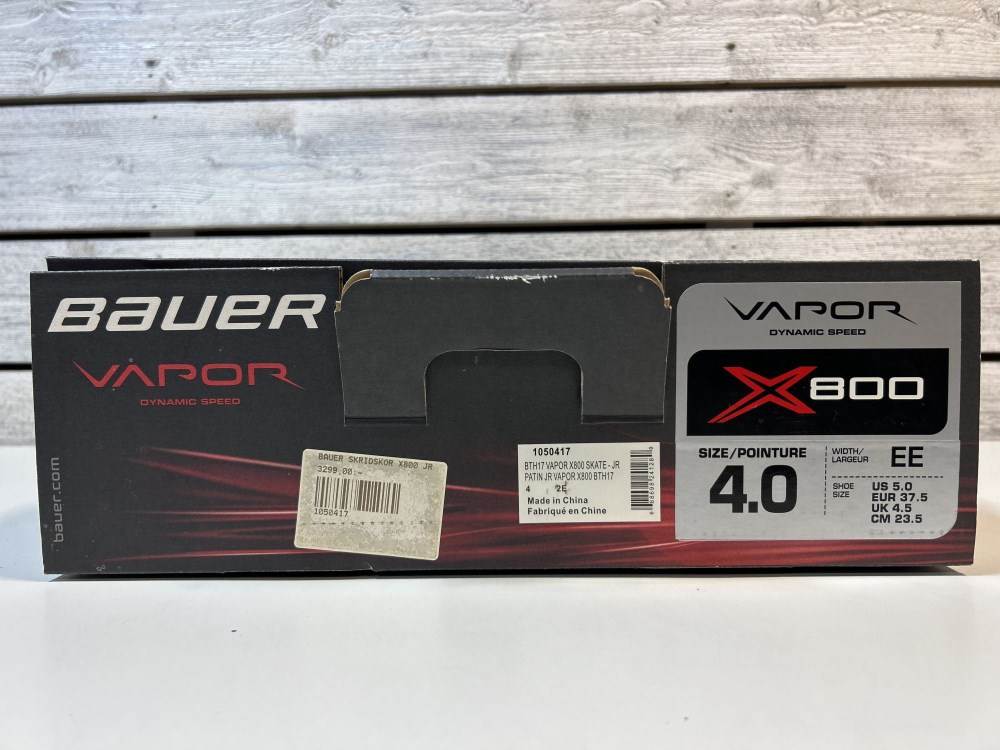 BAUER
VAPOR
DYNAMIC SPEED
bauer.com
BAUER SKRIDSKOR X800 JR
3299.00:-
1050417
1050417
BTH17 VAPOR X800 SKATE - JR
PATIN JR VAPOR X800 BTH17
4 2E
Made in China
Fabriqué en Chine
VAPOR
DYNAMIC SPEED
X800
SIZE/POINTURE
4.0
WIDTH/
LARGEUR
EE
SHOE
SIZE
US 5.0
EUR 37.5
UK 4.5
CM 23.5